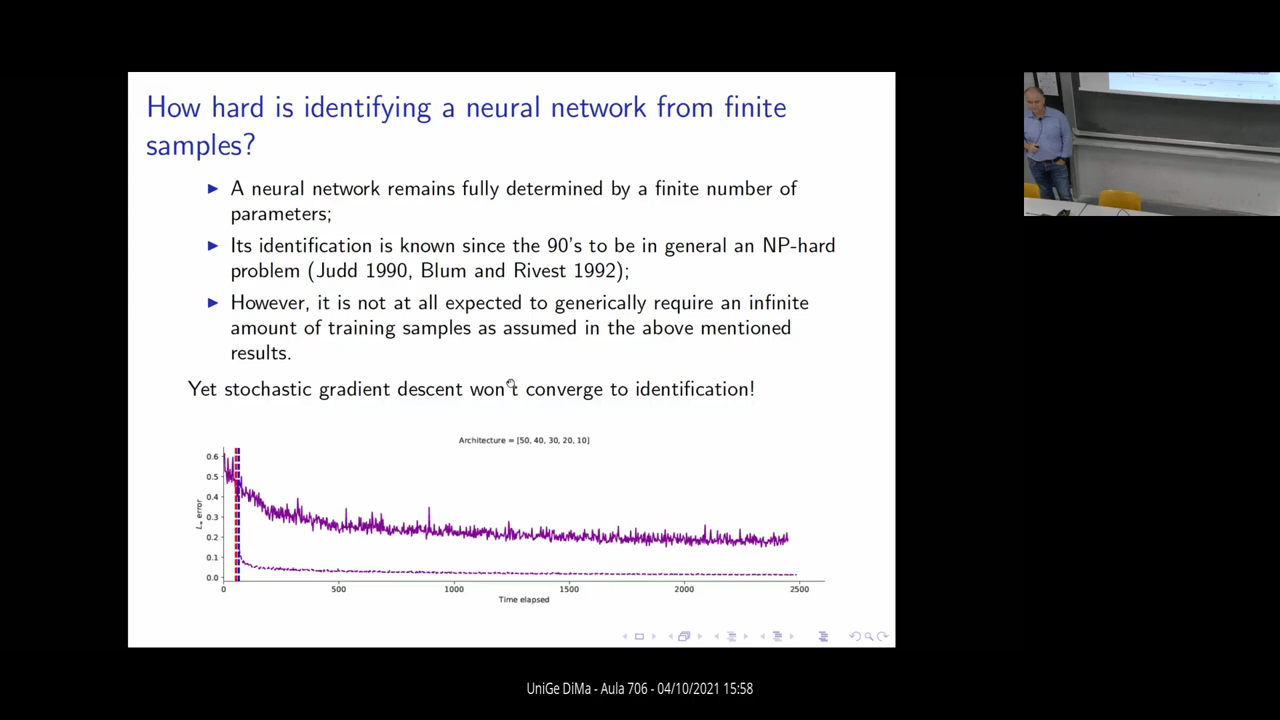 How hard is identifying a neural network from finite
samples?
▶ A neural network remains fully determined by a finite number of
parameters;
▶ Its identification is known since the 90's to be in general an NP-hard
problem (Judd 1990, Blum and Rivest 1992);
▶ However, it is not at all expected to generically require an infinite
amount of training samples as assumed in the above mentioned
results.
Yet stochastic gradient descent won't converge to identification!
Architecture = [50, 40, 30, 20, 10]
0.6
0.5
0.4
0.3
0.2
0.1
0.0
L∞ error
0 500 1000 1500 2000 2500
Time elapsed
UniGe DiMa - Aula 706 - 04/10/2021 15:58